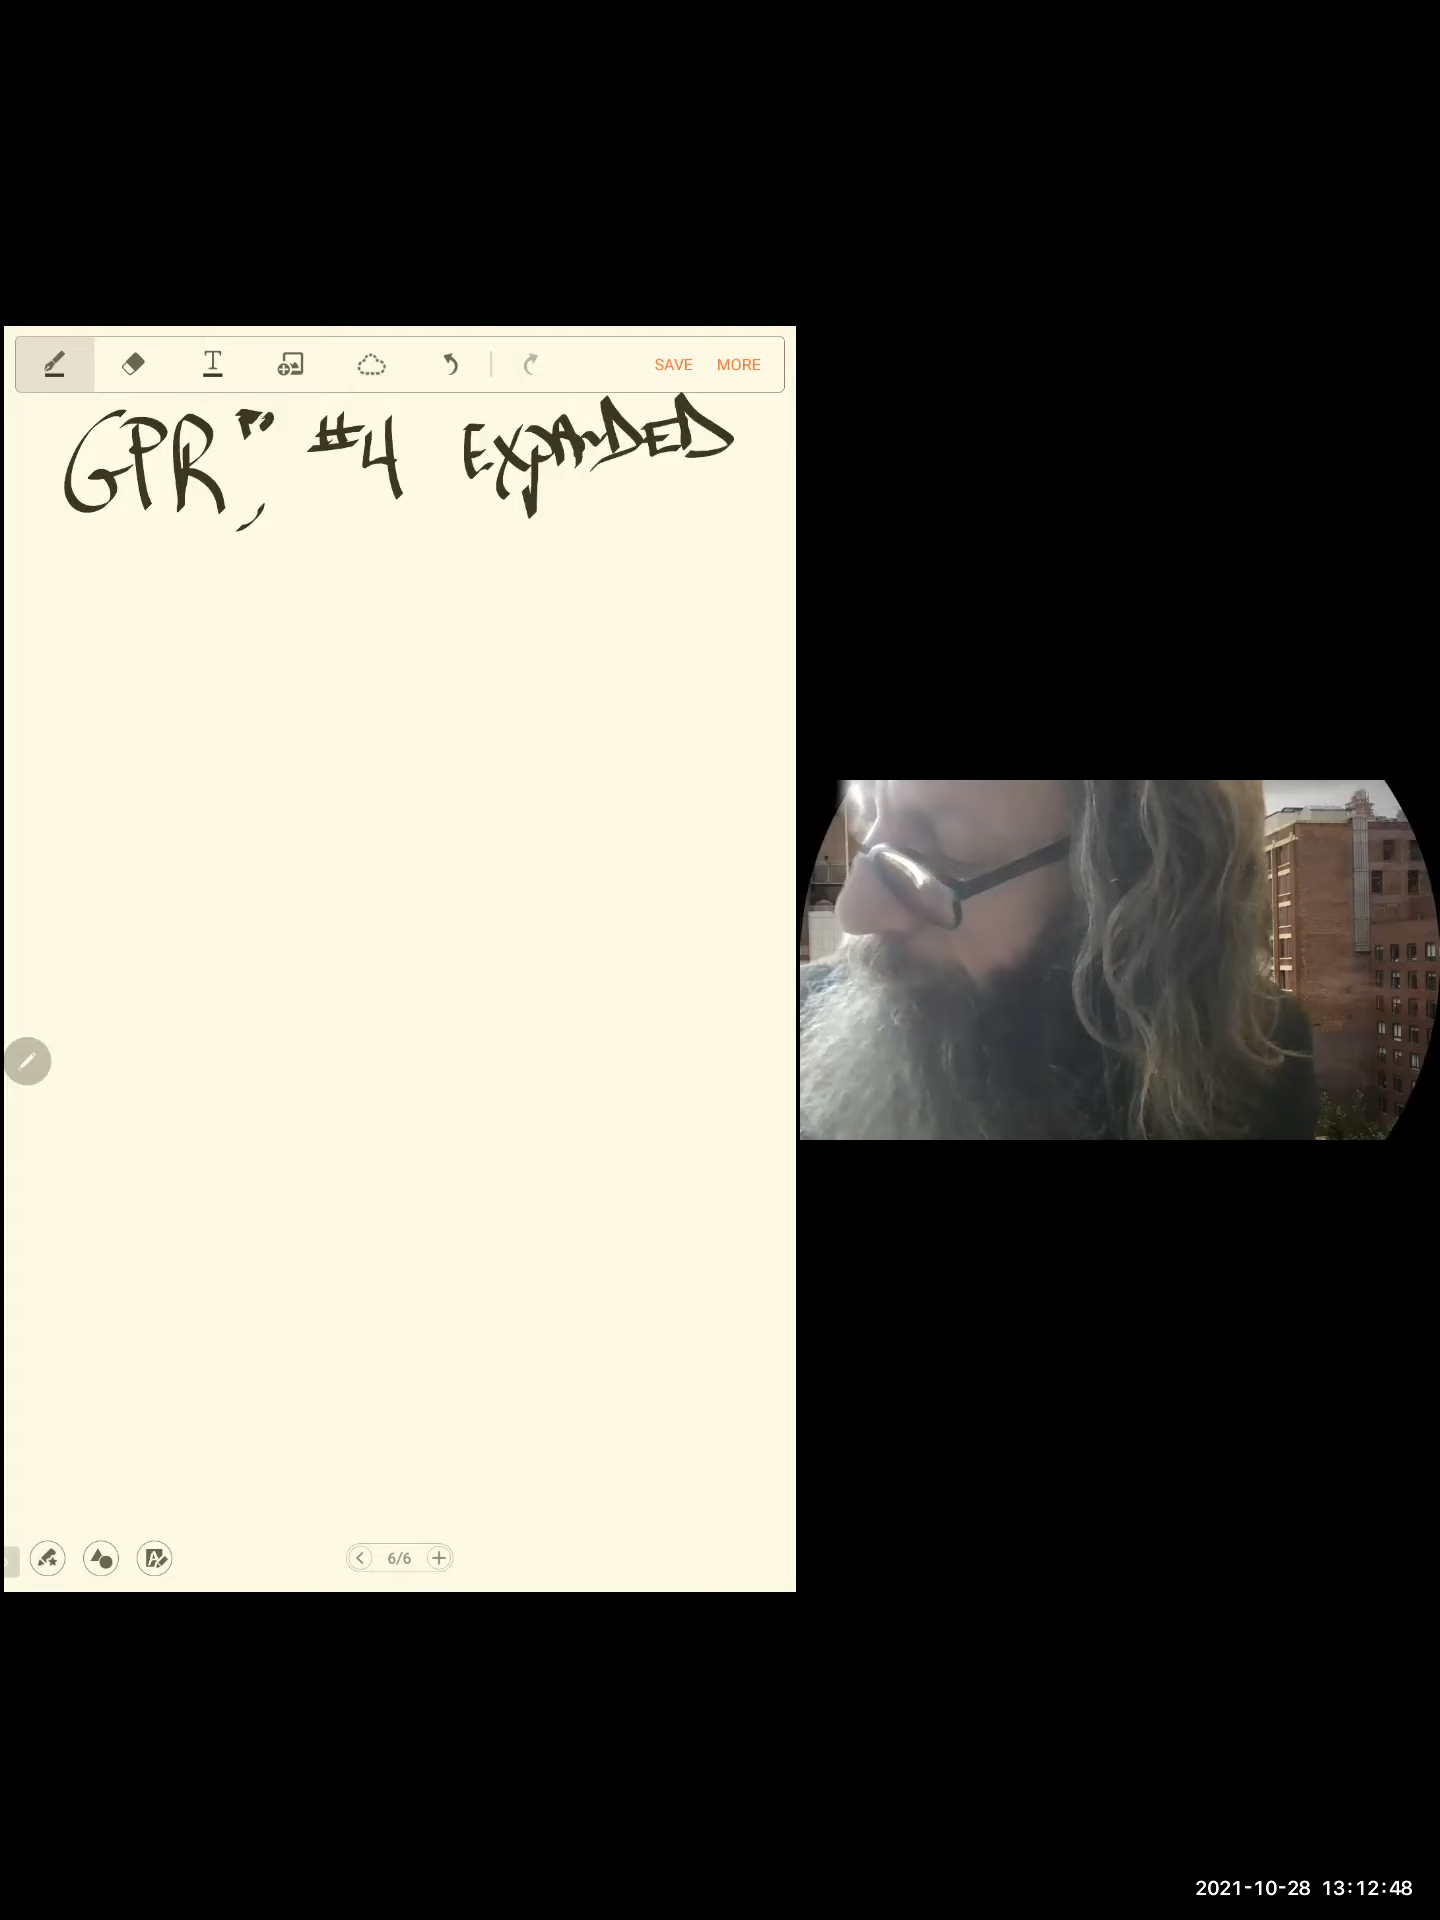 T
SAVE MORE
GPR, #4 EXPANDED
A
6/6
2021-10-28 13:12:48